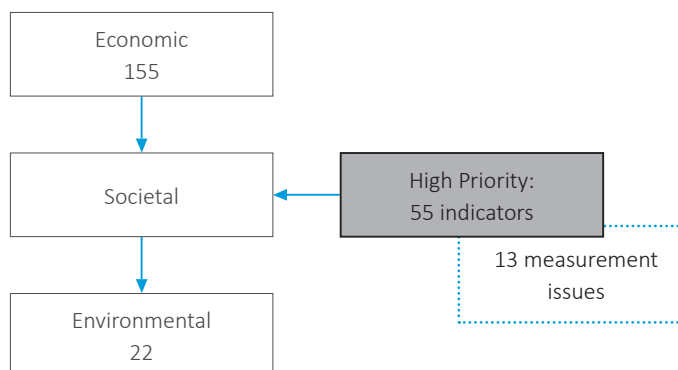 Economic
155
Societal
High Priority:
55 indicators
13 measurement
issues
Environmental
22